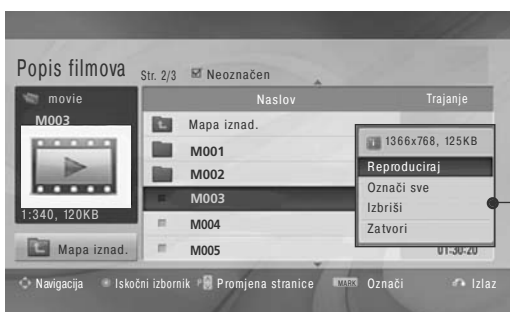 Popis filmova Str. 2/3 Neoznačen
movie
M003
1:340, 120KB
Mapa iznad.
Naslov Trajanje
Mapa iznad.
M001
M002
M003
M004
M005
01:30:20
1366x768, 125KB
Reproduciraj
Označi sve
Izbriši
Zatvori
Navigacija Iskočni izbornik P Promjena stranice MARK Označi Izlaz